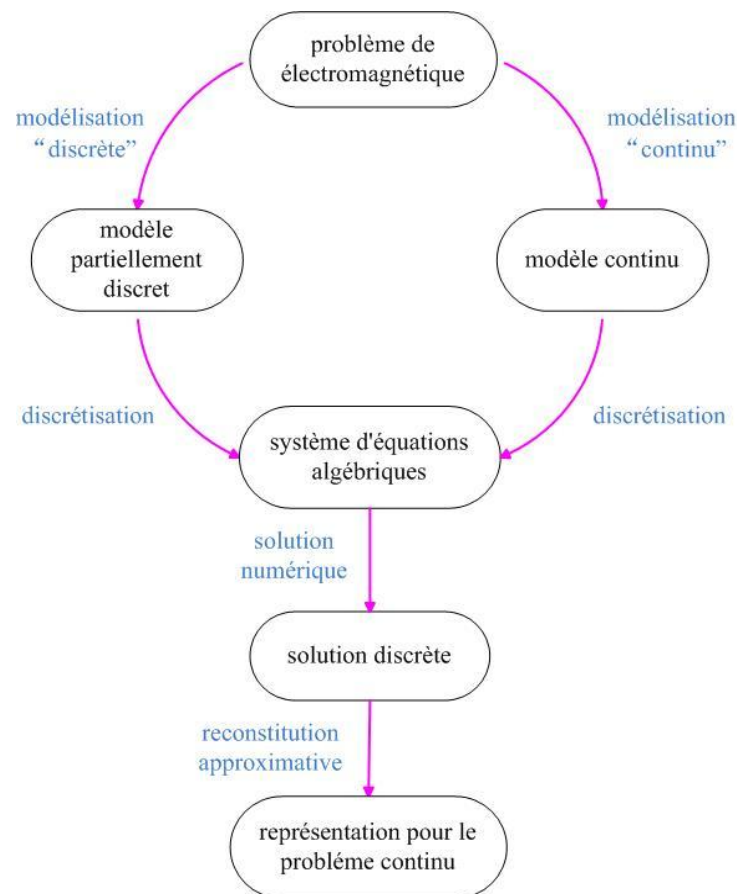 problème de
électromagnétique
modélisation
“discrète”
modélisation
“continu”
modèle
partiellement
discret
modèle continu
discrétisation
discrétisation
système d'équations
algébriques
solution
numérique
solution discrète
reconstitution
approximative
représentation pour le
probléme continu